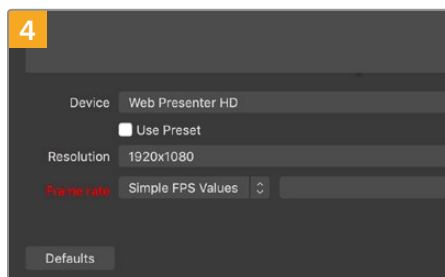 4
Device Web Presenter HD
Use Preset
Resolution 1920x1080
Frame rate Simple FPS Values
Defaults